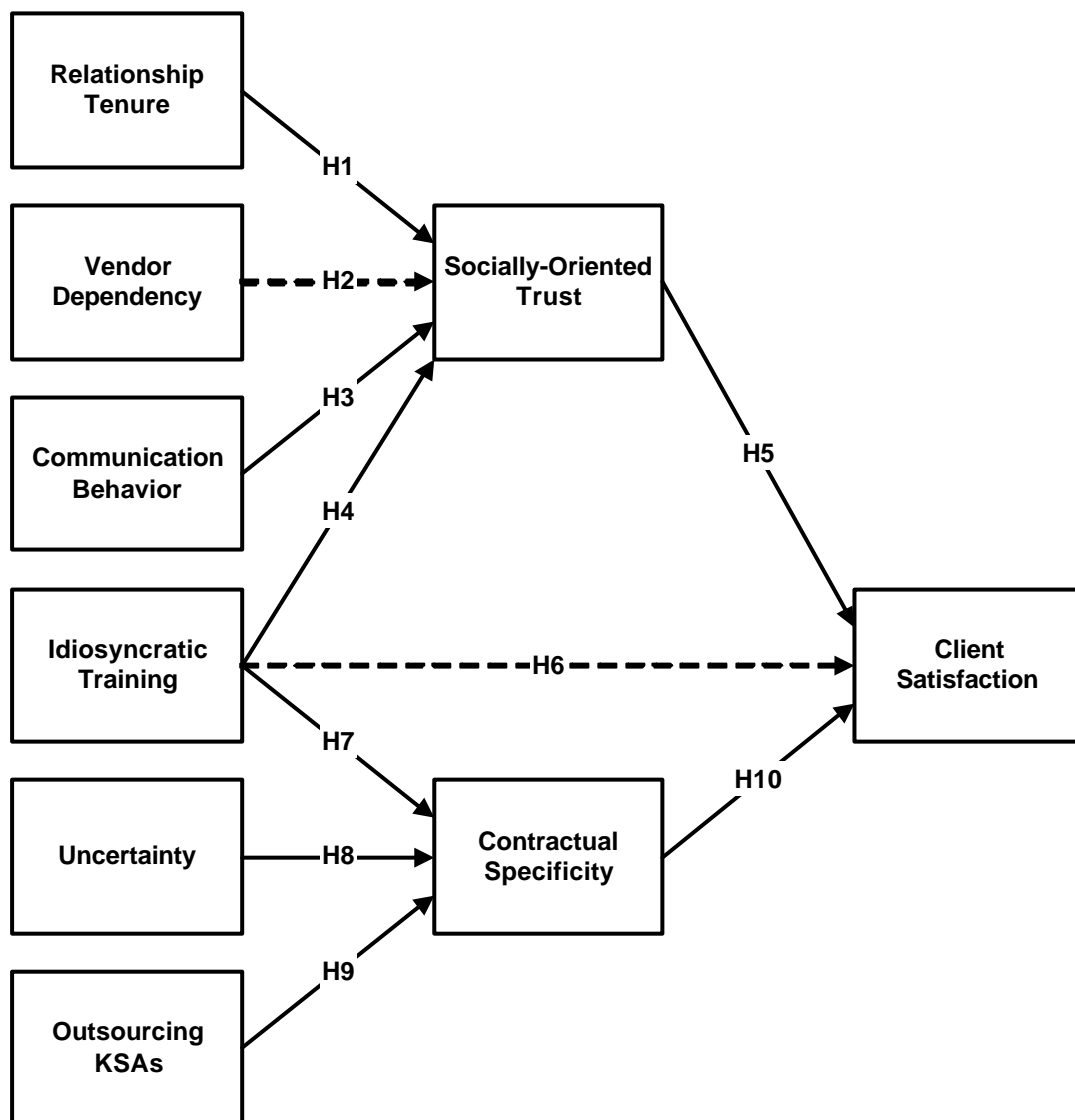 Relationship
Tenure
H1
Vendor
Dependency
H2
Socially-Oriented
Trust
H3
Communication
Behavior
H4
H5
Idiosyncratic
Training
H6
Client
Satisfaction
H7
H10
Uncertainty
H8
Contractual
Specificity
H9
Outsourcing
KSAs